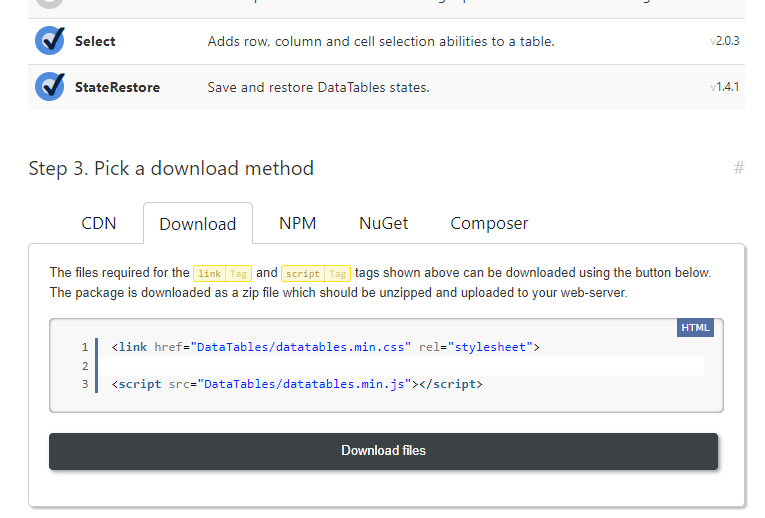 Select Adds row, column and cell selection abilities to a table. v2.0.3
StateRestore Save and restore DataTables states. v1.4.1
Step 3. Pick a download method #
CDN Download NPM NuGet Composer
The files required for the link Tag and script Tag tags shown above can be downloaded using the button below.
The package is downloaded as a zip file which should be unzipped and uploaded to your web-server.
HTML
1 <link href="DataTables/datatables.min.css" rel="stylesheet">
2
3 <script src="DataTables/datatables.min.js"></script>
Download files